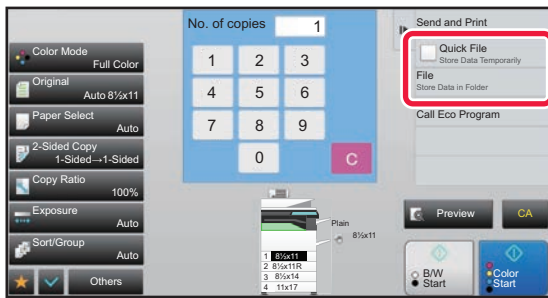 No. of copies 1
Color Mode
Full Color
Original
Auto 8½x11
Paper Select
Auto
2-Sided Copy
1-Sided→1-Sided
Copy Ratio
100%
Exposure
Auto
Sort/Group
Auto
Others
1 2 3
4 5 6
7 8 9
0 C
Plain
8½x11
1 8½x11
2 8½x11R
3 8½x14
4 11x17
Send and Print
Quick File
Store Data Temporarily
File
Store Data in Folder
Call Eco Program
Preview
CA
B/W
Start
Color
Start